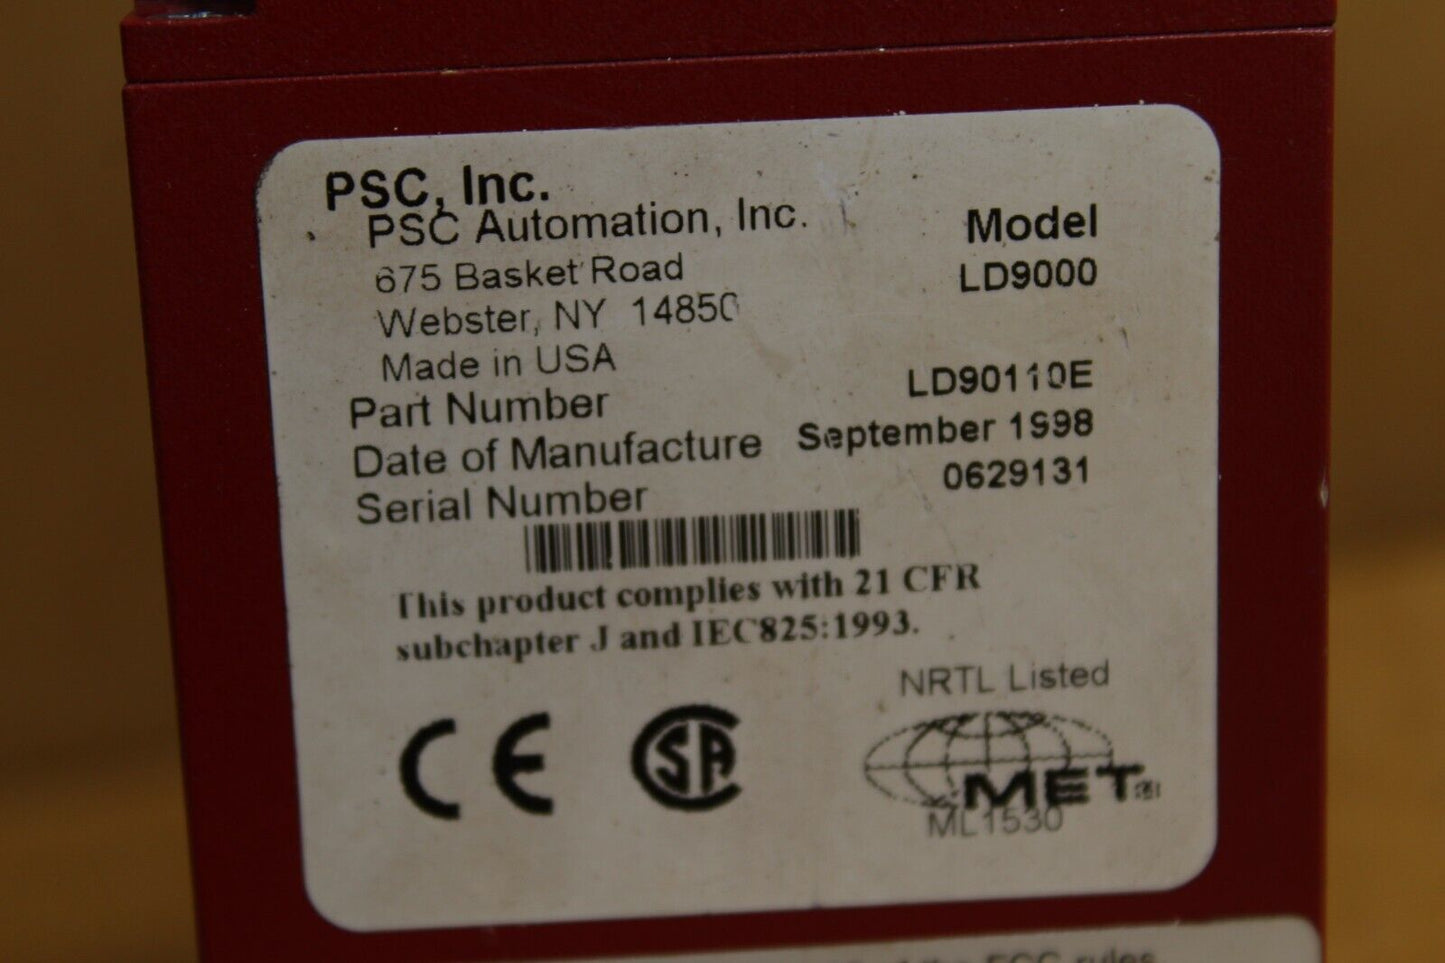 PSC, Inc.
PSC Automation, Inc.
675 Basket Road
Webster, NY 14850
Made in USA
Model
LD9000
Part Number LD90110E
Date of Manufacture September 1998
Serial Number 0629131
This product complies with 21 CFR
subchapter J and IEC825:1993.
CE
SA
NRTL Listed
MET®
ML1530
FCC rules